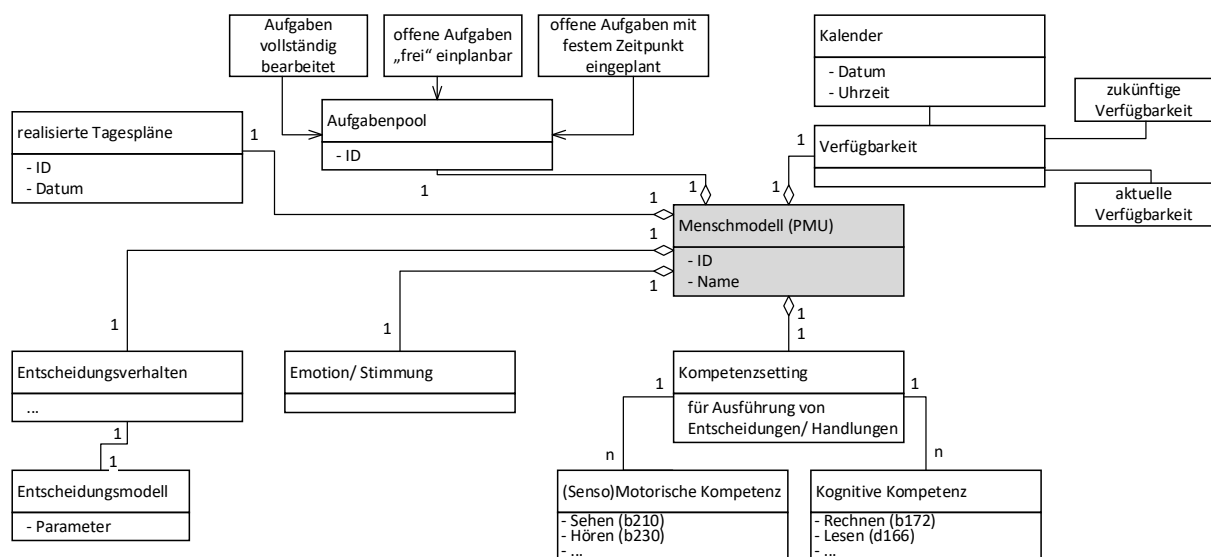 Aufgaben
vollständig
bearbeitet
offene Aufgaben
„frei“ einplanbar
offene Aufgaben mit
festem Zeitpunkt
eingeplant
Kalender
- Datum
- Uhrzeit
zukünftige
Verfügbarkeit
realisierte Tagespläne
- ID
- Datum
1
Aufgabenpool
- ID
1
1
1
1
Verfügbarkeit
aktuelle
Verfügbarkeit
Menschmodell (PMU)
- ID
- Name
1
1
1
1
1
1
1
Entscheidungsverhalten
...
Emotion/ Stimmung
Kompetenzsetting
für Ausführung von
Entscheidungen/ Handlungen
1
1
1
1
n
n
Entscheidungsmodell
- Parameter
(Senso)Motorische Kompetenz
- Sehen (b210)
- Hören (b230)
- ...
Kognitive Kompetenz
- Rechnen (b172)
- Lesen (d166)
- ...